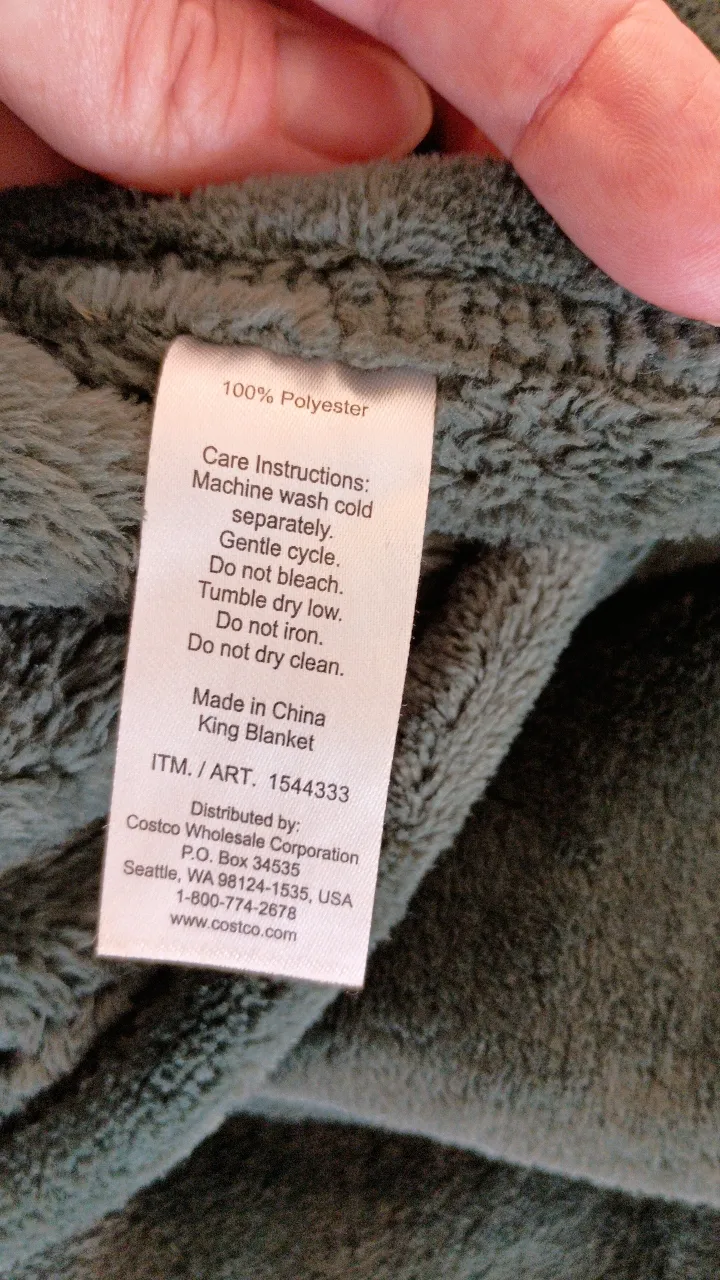 100% Polyester
Care Instructions:
Machine wash cold
separately.
Gentle cycle.
Do not bleach.
Tumble dry low.
Do not iron.
Do not dry clean.
Made in China
King Blanket
ITM. / ART. 1544333
Distributed by:
Costco Wholesale Corporation
P.O. Box 34535
Seattle, WA 98124-1535, USA
1-800-774-2678
www.costco.com